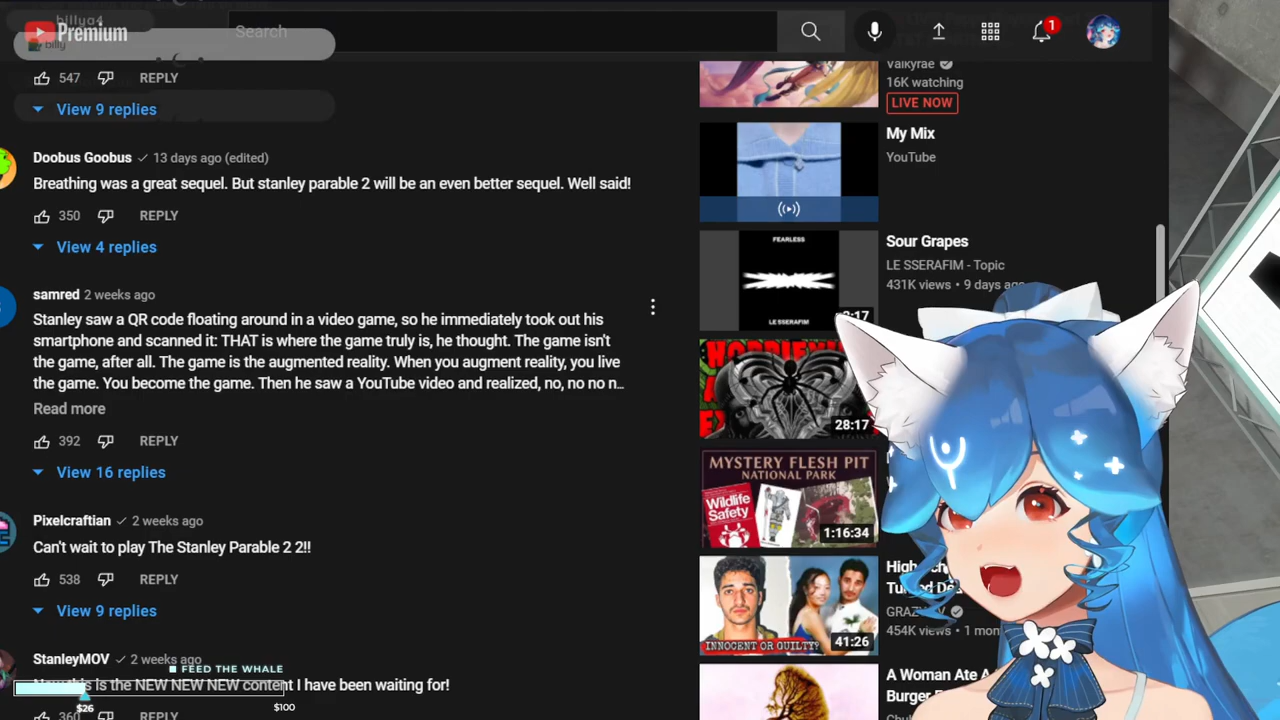 billya4
Premium
billy
Search
1
547 REPLY
View 9 replies
Doobus Goobus 13 days ago (edited)
Breathing was a great sequel. But stanley parable 2 will be an even better sequel. Well said!
350 REPLY
View 4 replies
samred 2 weeks ago
Stanley saw a QR code floating around in a video game, so he immediately took out his
smartphone and scanned it: THAT is where the game truly is, he thought. The game isn't
the game, after all. The game is the augmented reality. When you augment reality, you live
the game. You become the game. Then he saw a YouTube video and realized, no, no no n…
Read more
392 REPLY
View 16 replies
Pixelcraftian 2 weeks ago
Can't wait to play The Stanley Parable 2 2!!
538 REPLY
View 9 replies
StanleyMOV 2 weeks ago
FEED THE WHALE
Now this is the NEW NEW NEW content I have been waiting for!
$26
$100
360 REPLY
Valkyrae
16K watching
LIVE NOW
My Mix
YouTube
FEARLESS
LE SSERAFIM
Sour Grapes
LE SSERAFIM - Topic
431K views • 9 days ago
28:17
MYSTERY FLESH PIT
NATIONAL PARK
Wildlife
Safety
1:16:34
INNOCENT OR GUILTY?
41:26
454K views • 1 mon
A Woman Ate A
Burger